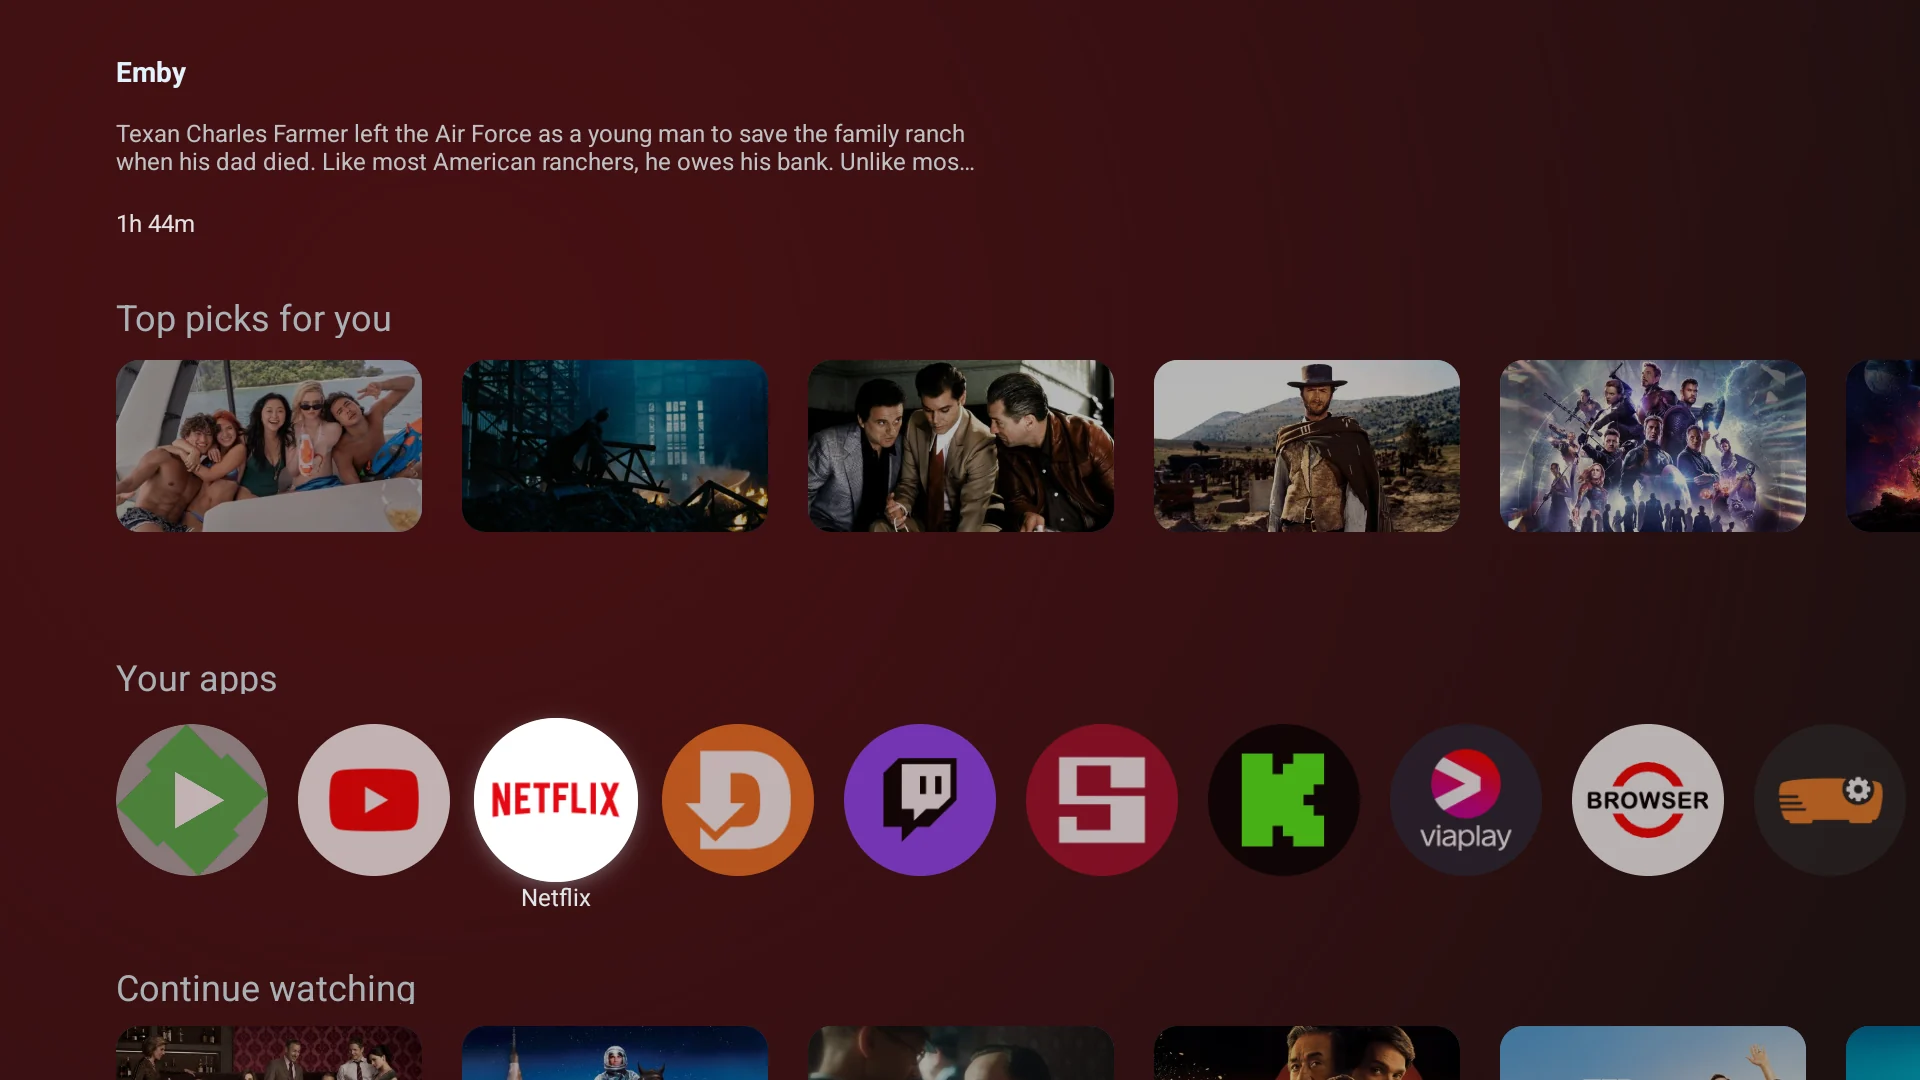 Emby
Texan Charles Farmer left the Air Force as a young man to save the family ranch
when his dad died. Like most American ranchers, he owes his bank. Unlike mos…
1h 44m
Top picks for you
Your apps
NETFLIX
viaplay
BROWSER
Netflix
Continue watching